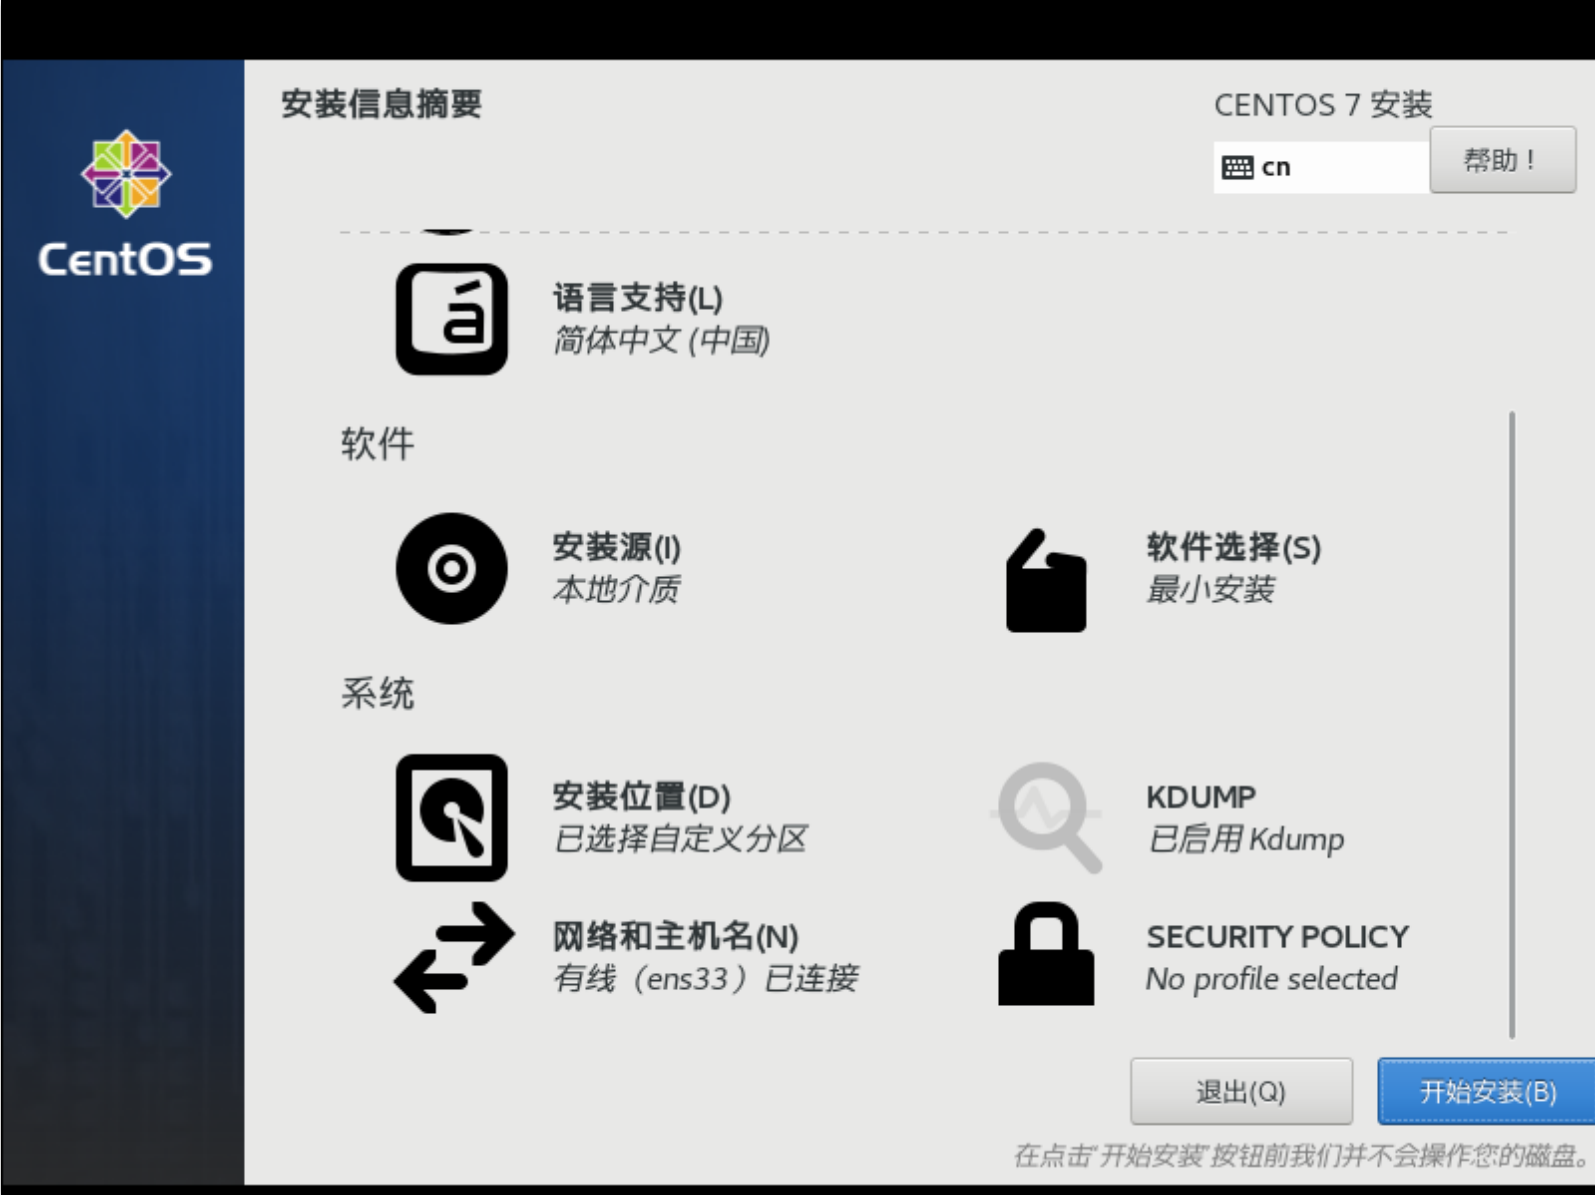 安装信息摘要
CENTOS 7 安装
cn
帮助！
CentOS
á
语言支持(L)
简体中文 (中国)
软件
安装源(I)
本地介质
软件选择(S)
最小安装
系统
安装位置(D)
已选择自定义分区
KDUMP
已启用 Kdump
网络和主机名(N)
有线（ens33）已连接
SECURITY POLICY
No profile selected
退出(Q)
开始安装(B)
在点击“开始安装”按钮前我们并不会操作您的磁盘。